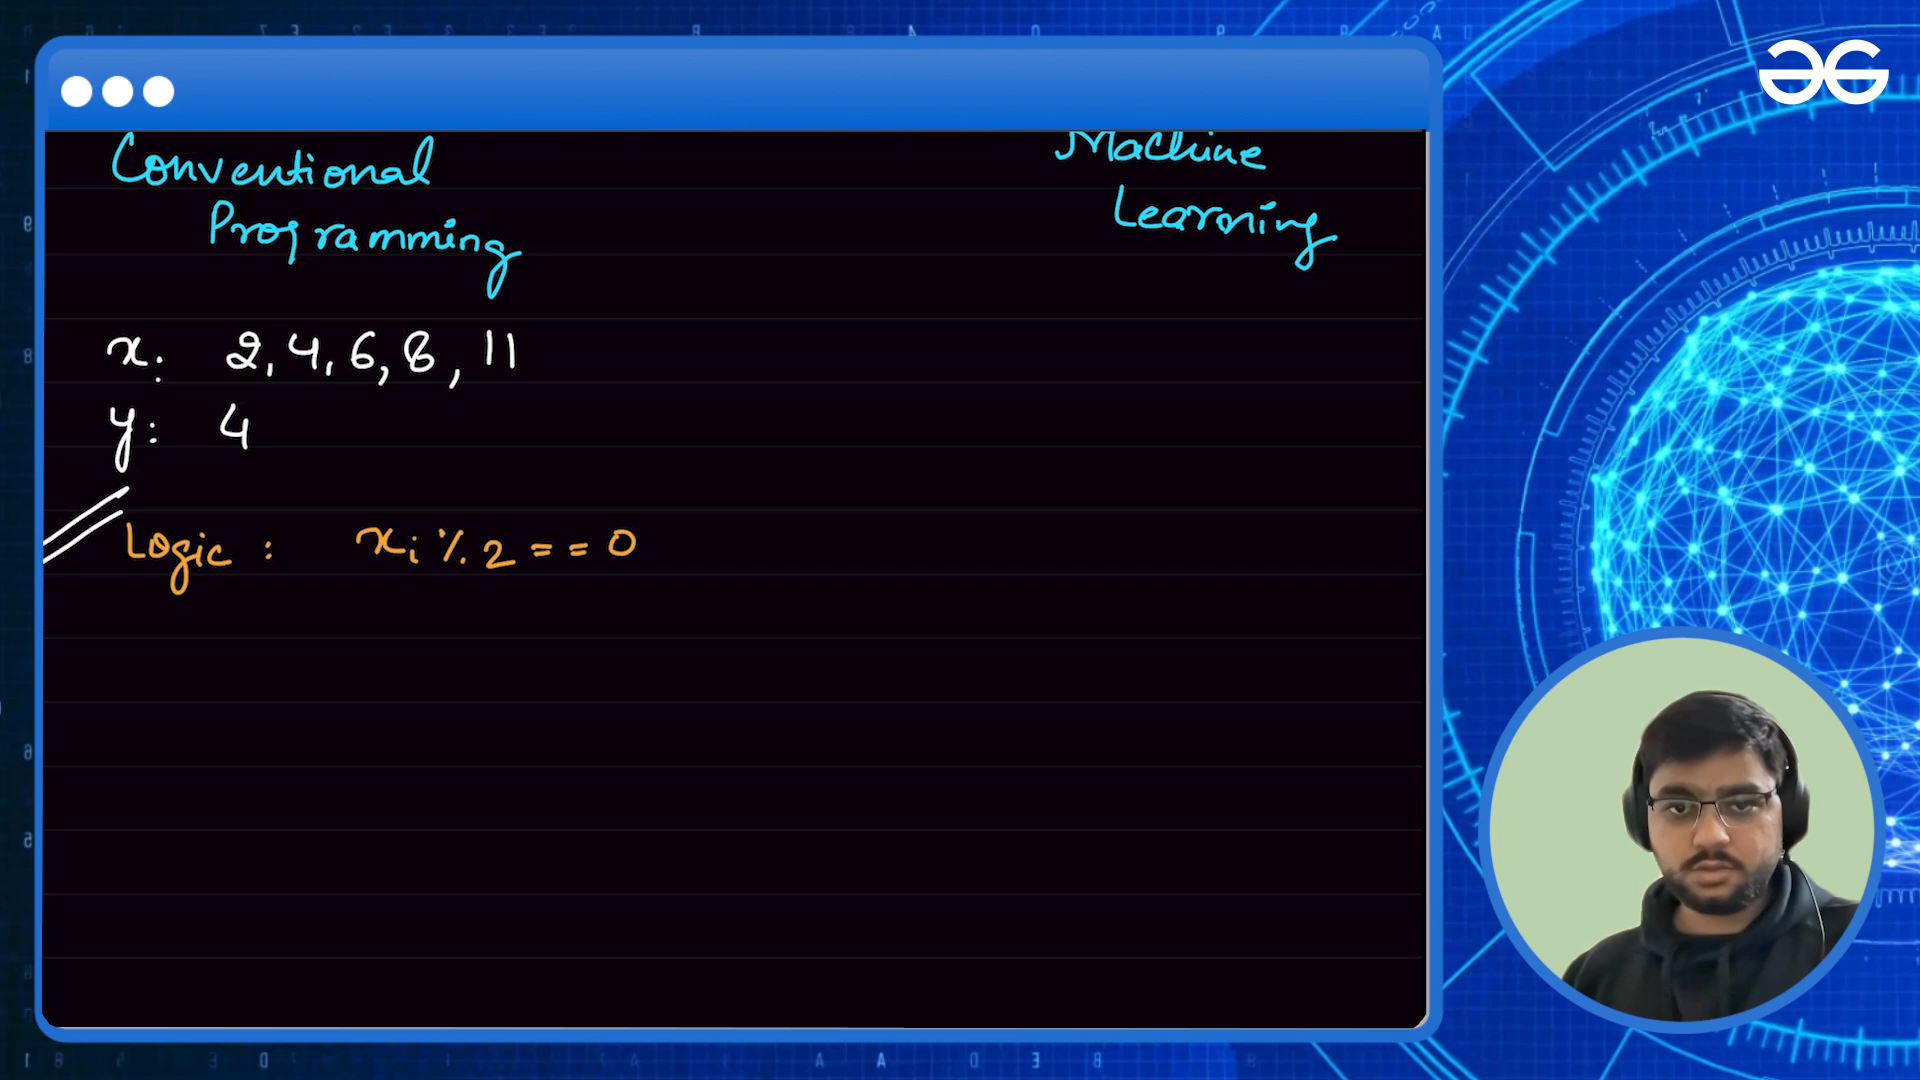 Conventional
Programming
Machine
Learning
x: 2, 4, 6, 8, 11
y: 4
Logic : xi % 2 == 0